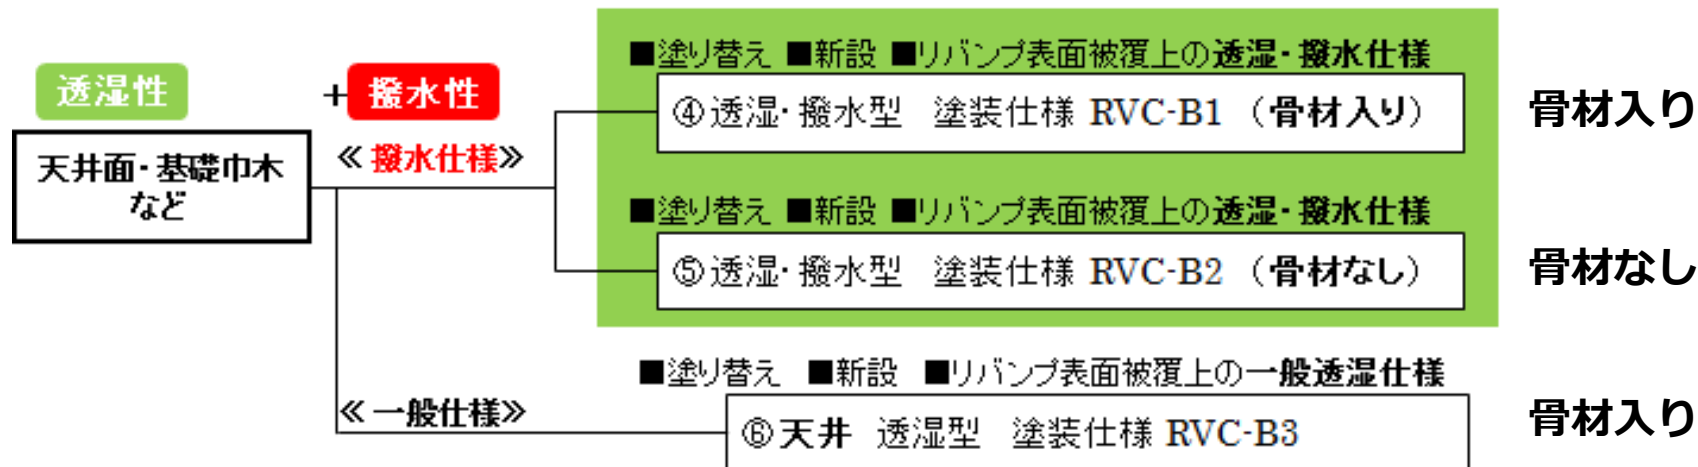 透湿性
+ 撥水性
天井面・基礎巾木
など
≪ 撥水仕様≫
■塗り替え ■新設 ■リバンプ表面被覆上の透湿・撥水仕様
④透湿・撥水型 塗装仕様 RVC-B1 （骨材入り）
骨材入り
■塗り替え ■新設 ■リバンプ表面被覆上の透湿・撥水仕様
⑤透湿・撥水型 塗装仕様 RVC-B2 （骨材なし）
骨材なし
■塗り替え ■新設 ■リバンプ表面被覆上の一般透湿仕様
≪ 一般仕様≫
⑥天井 透湿型 塗装仕様 RVC-B3
骨材入り